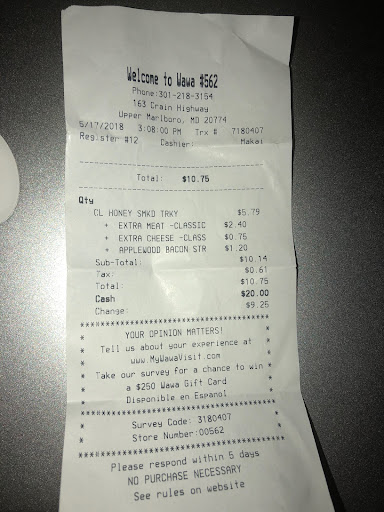 Welcome to Wawa #562
Phone:301-218-3154
163 Crain Highway
Upper Marlboro, MD 20774
5/17/2018 3:08:00 PM Trx # 7180407
Register #12 Cashier: Makai
Total: $10.75
Qty
CL HONEY SMKD TRKY $5.79
+ EXTRA MEAT -CLASSIC $2.40
+ EXTRA CHEESE -CLASS $0.75
+ APPLEWOOD BACON STR $1.20
Sub-Total: $10.14
Tax: $0.61
Total: $10.75
Cash $20.00
Change: $9.25
****************************************
* YOUR OPINION MATTERS! *
* Tell us about your experience at *
* www.MyWawaVisit.com *
* Take our survey for a chance to win *
* a $250 Wawa Gift Card *
* Disponible en Espanol *
****************************************
* Survey Code: 3180407 *
* Store Number:00562 *
****************************************
Please respond within 5 days
NO PURCHASE NECESSARY
See rules on website